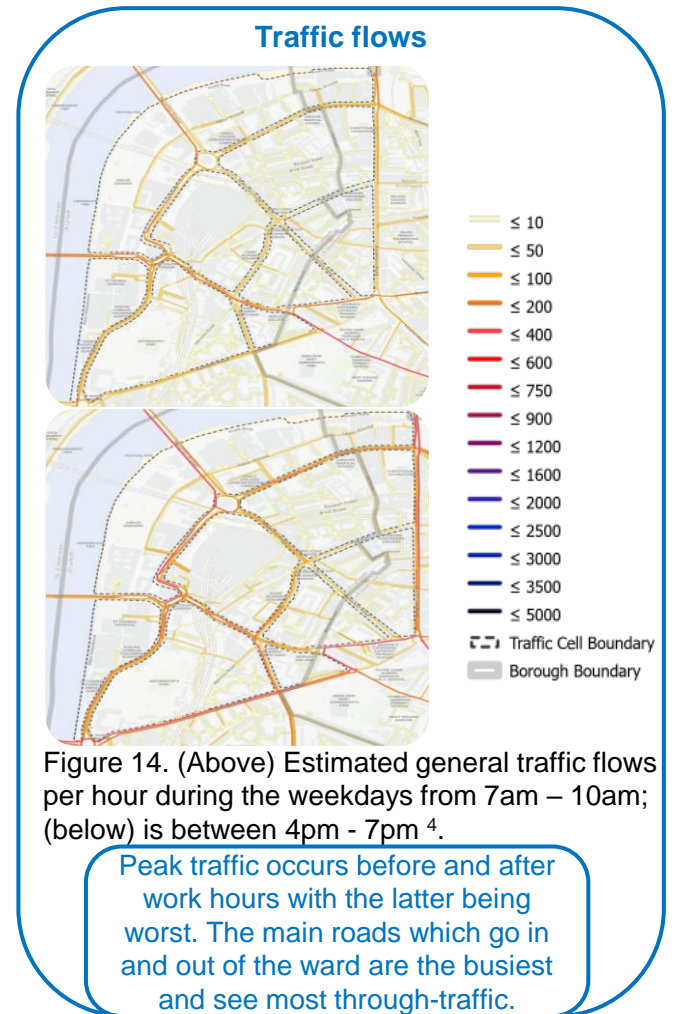 Traffic flows
≤ 10
≤ 50
≤ 100
≤ 200
≤ 400
≤ 600
≤ 750
≤ 900
≤ 1200
≤ 1600
≤ 2000
≤ 2500
≤ 3000
≤ 3500
≤ 5000
Traffic Cell Boundary
Borough Boundary
Figure 14. (Above) Estimated general traffic flows
per hour during the weekdays from 7am – 10am;
(below) is between 4pm - 7pm ⁴.
Peak traffic occurs before and after
work hours with the latter being
worst. The main roads which go in
and out of the ward are the busiest
and see most through-traffic.